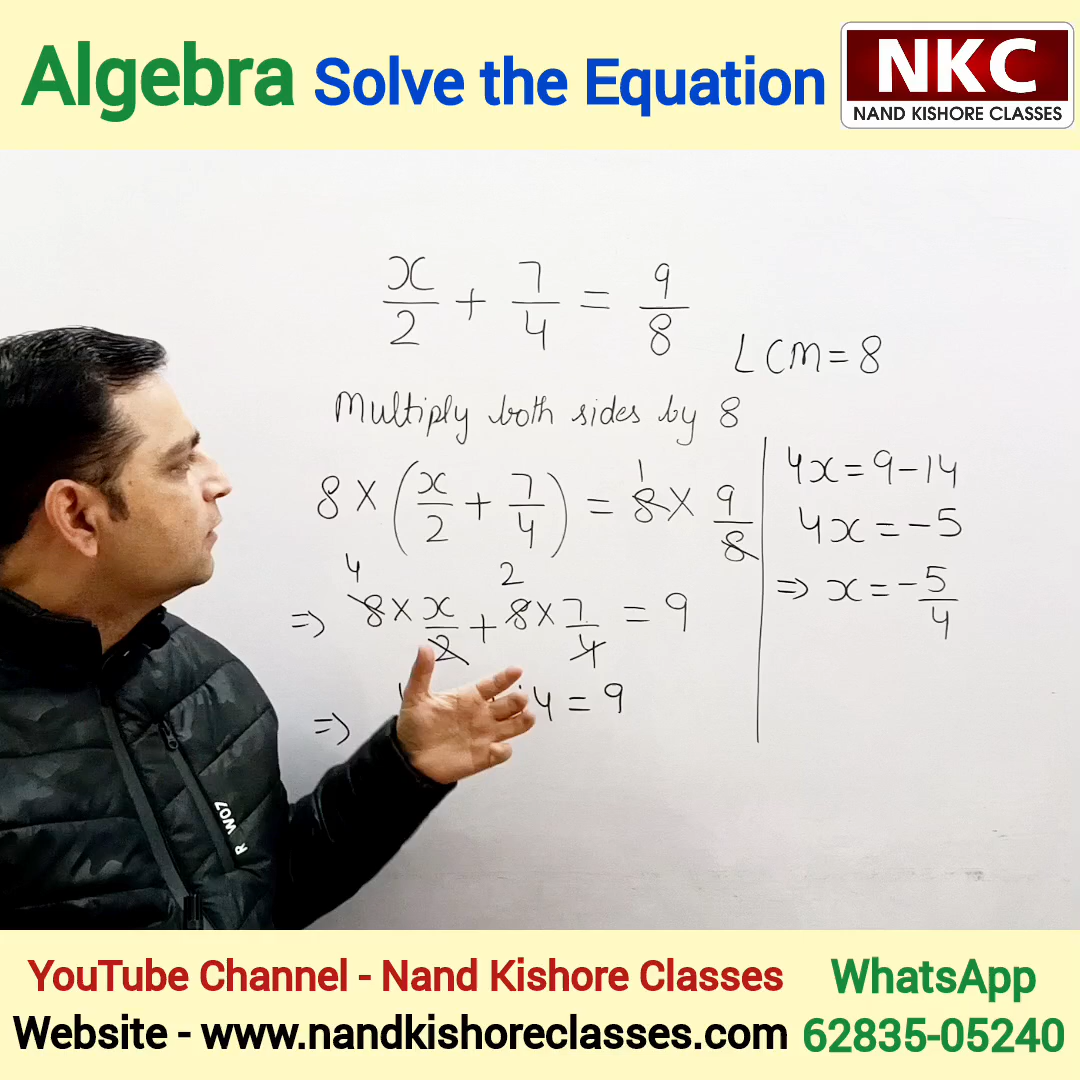 Algebra Solve the Equation
NKC
NAND KISHORE CLASSES
x/2 + 7/4 = 9/8
LCM = 8
Multiply both sides by 8
8 × (x/2 + 7/4) = 8 × 9/8
1
4 2
⇒ 8 × x/2 + 8 × 7/4 = 9
⇒ 4 = 9
4x = 9 - 14
4x = -5
⇒ x = -5/4
R W07
YouTube Channel - Nand Kishore Classes
WhatsApp
Website - www.nandkishoreclasses.com
62835-05240